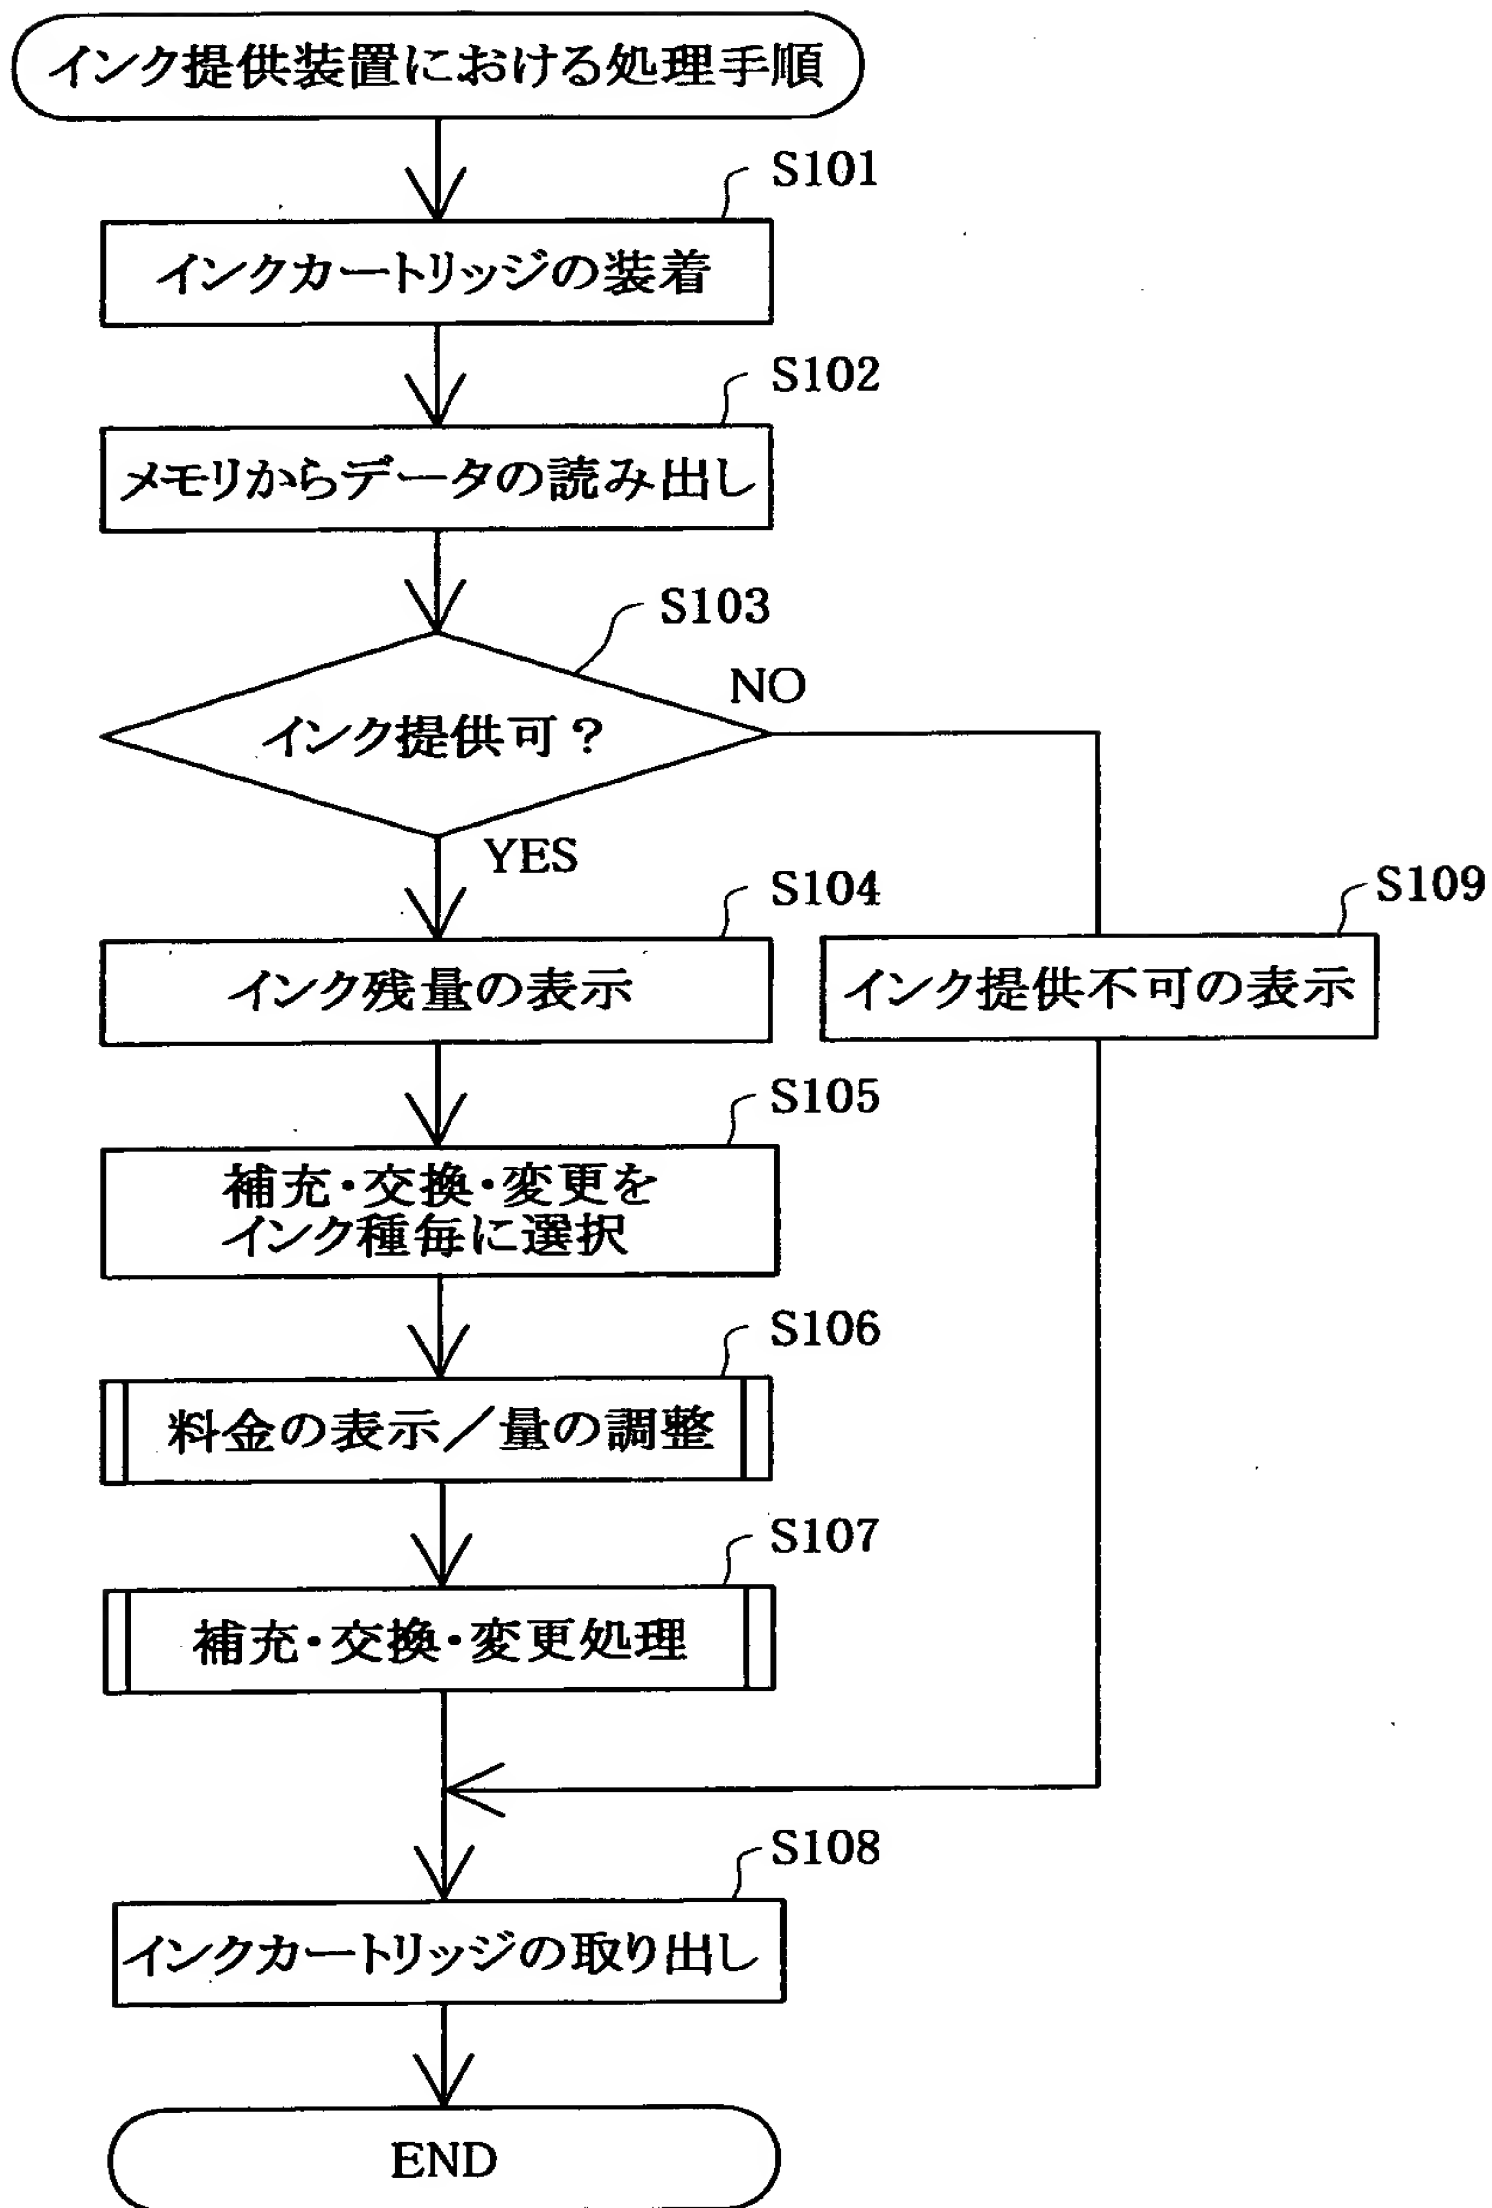 インク提供装置における処理手順
S101
インクカートリッジの装着
S102
メモリからデータの読み出し
S103
インク提供可？
NO
YES
S104
インク残量の表示
S109
インク提供不可の表示
S105
補充・交換・変更を
インク種毎に選択
S106
料金の表示／量の調整
S107
補充・交換・変更処理
S108
インクカートリッジの取り出し
END